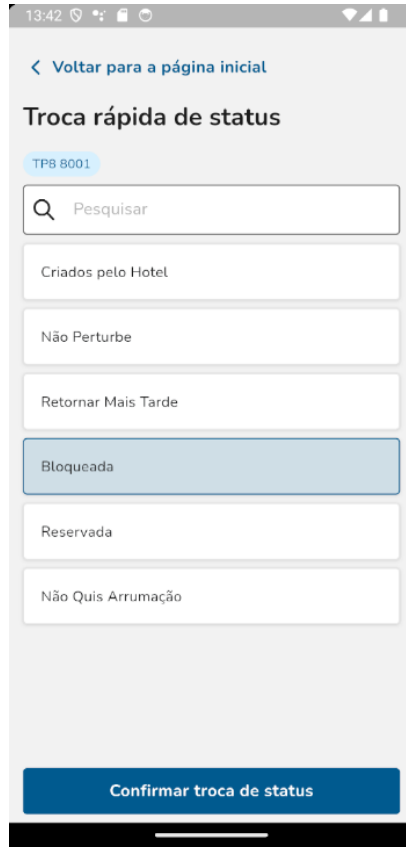 13:42
Voltar para a página inicial
Troca rápida de status
TPB 8001
Pesquisar
Criados pelo Hotel
Não Perturbe
Retornar Mais Tarde
Bloqueada
Reservada
Não Quis Arrumação
Confirmar troca de status